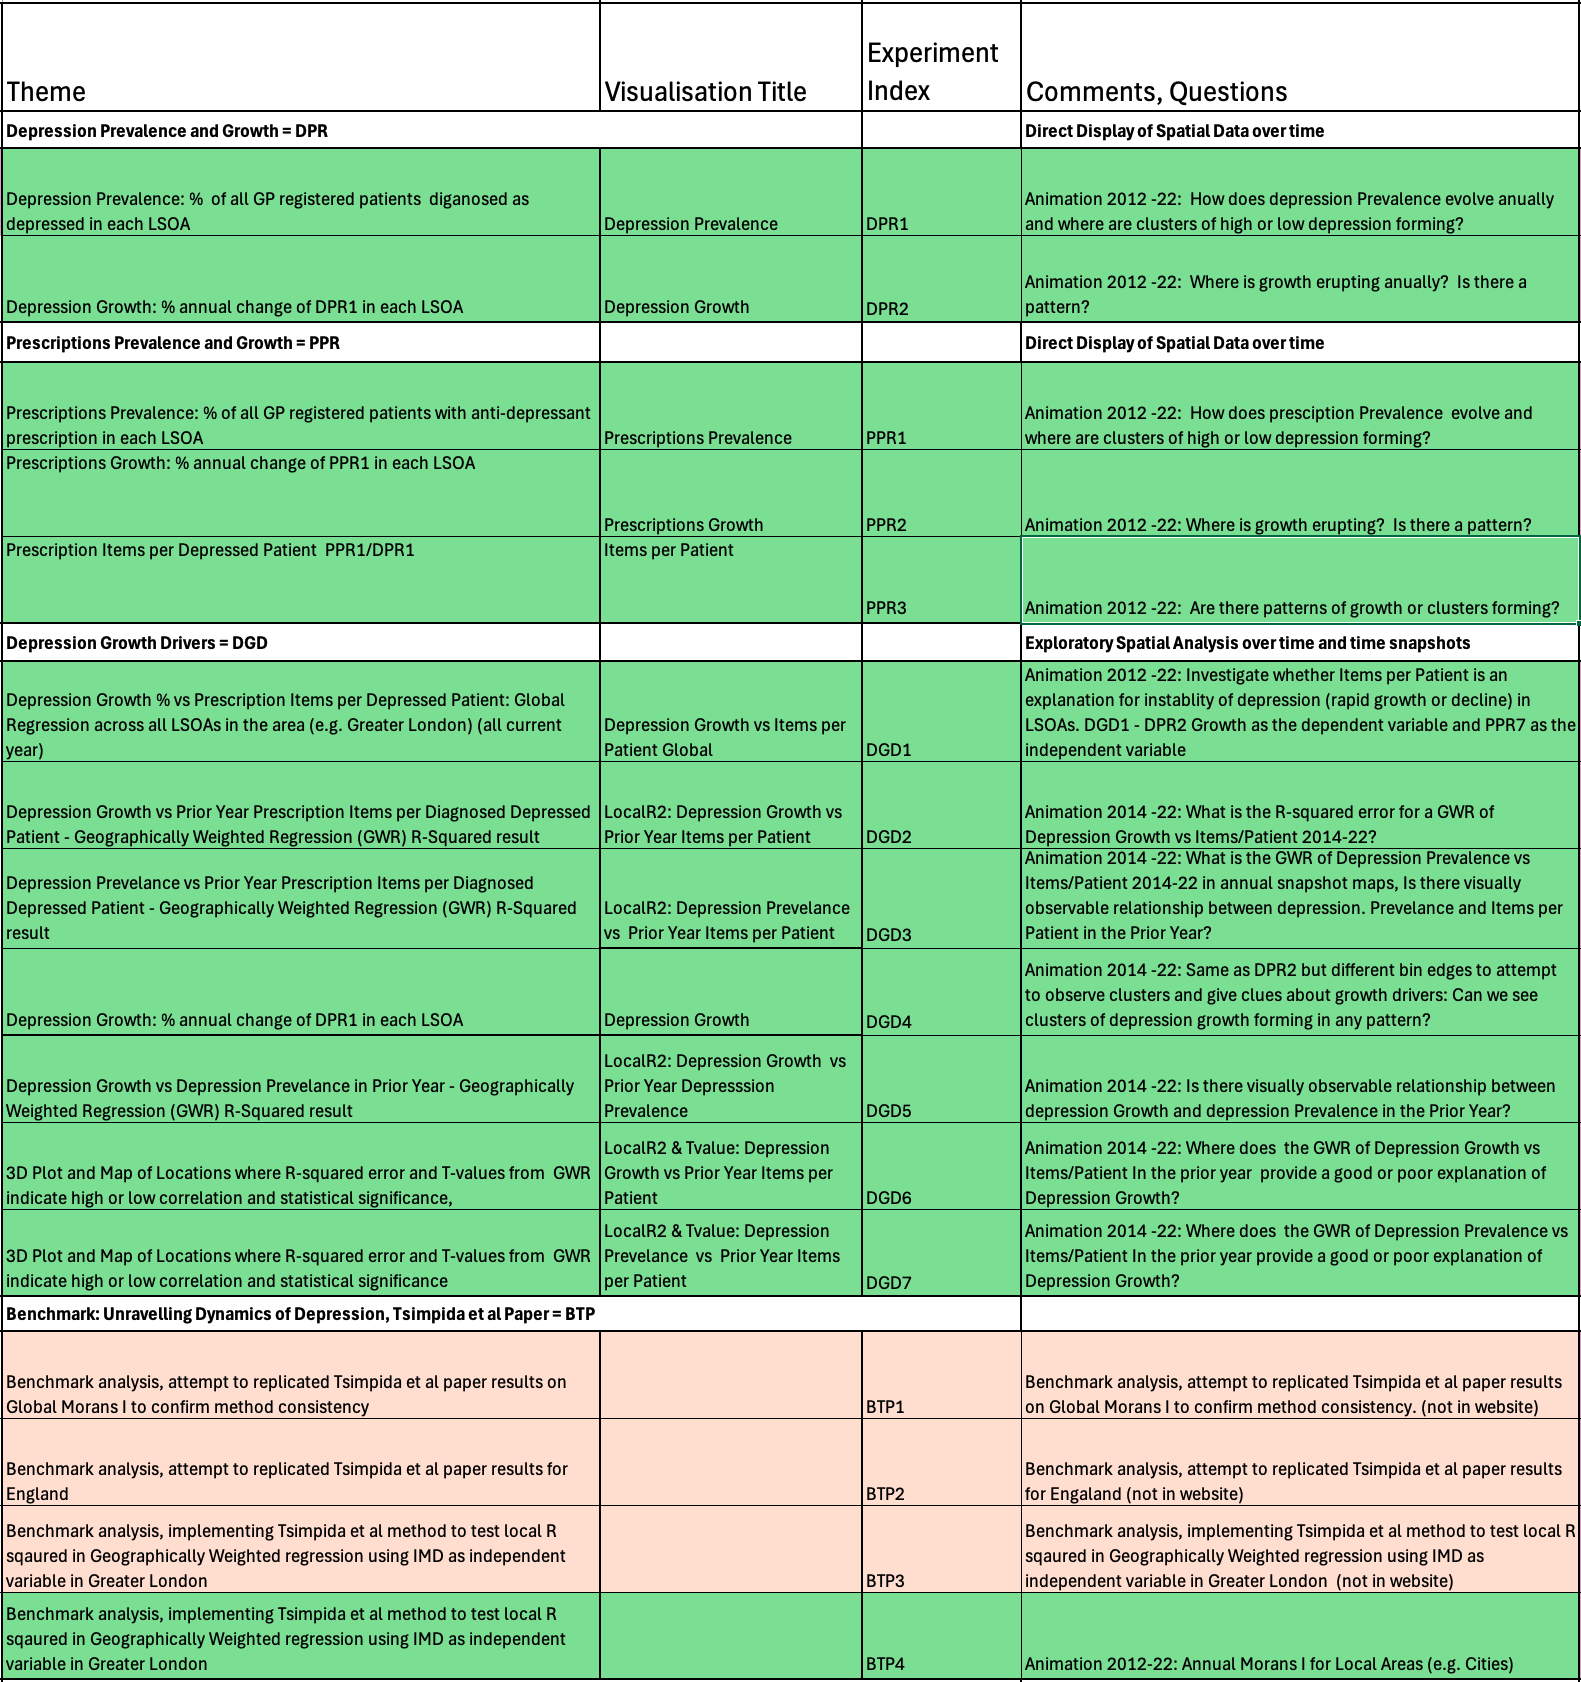 Theme
Visualisation Title
Experiment
Index
Comments, Questions
Depression Prevalence and Growth = DPR
Direct Display of Spatial Data over time
Depression Prevalence: %  of all GP registered patients  diganosed as
depressed in each LSOA
Depression Prevalence
DPR1
Animation 2012 -22:  How does depression Prevalence evolve anually
and where are clusters of high or low depression forming?
Depression Growth: % annual change of DPR1 in each LSOA
Depression Growth
DPR2
Animation 2012 -22:  Where is growth erupting anually?  Is there a
pattern?
Prescriptions Prevalence and Growth = PPR
Direct Display of Spatial Data over time
Prescriptions Prevalence: % of all GP registered patients with anti-depressant
prescription in each LSOA
Prescriptions Prevalence
PPR1
Animation 2012 -22:  How does presciption Prevalence  evolve and
where are clusters of high or low depression forming?
Prescriptions Growth: % annual change of PPR1 in each LSOA
Prescriptions Growth
PPR2
Animation 2012 -22: Where is growth erupting?  Is there a pattern?
Prescription Items per Depressed Patient  PPR1/DPR1
Items per Patient
PPR3
Animation 2012 -22:  Are there patterns of growth or clusters forming?
Depression Growth Drivers = DGD
Exploratory Spatial Analysis over time and time snapshots
Depression Growth % vs Prescription Items per Depressed Patient: Global
Regression across all LSOAs in the area (e.g. Greater London) (all current
year)
Depression Growth vs Items per
Patient Global
DGD1
Animation 2012 -22: Investigate whether Items per Patient is an
explanation for instablity of depression (rapid growth or decline) in
LSOAs. DGD1 - DPR2 Growth as the dependent variable and PPR7 as the
independent variable
Depression Growth vs Prior Year Prescription Items per Diagnosed Depressed
Patient - Geographically Weighted Regression (GWR) R-Squared result
LocalR2: Depression Growth vs
Prior Year Items per Patient
DGD2
Animation 2014 -22: What is the R-squared error for a GWR of
Depression Growth vs Items/Patient 2014-22?
Depression Prevelance vs Prior Year Prescription Items per Diagnosed
Depressed Patient - Geographically Weighted Regression (GWR) R-Squared
result
LocalR2: Depression Prevelance
vs  Prior Year Items per Patient
DGD3
Animation 2014 -22: What is the GWR of Depression Prevalence vs
Items/Patient 2014-22 in annual snapshot maps, Is there visually
observable relationship between depression. Prevelance and Items per
Patient in the Prior Year?
Depression Growth: % annual change of DPR1 in each LSOA
Depression Growth
DGD4
Animation 2014 -22: Same as DPR2 but different bin edges to attempt
to observe clusters and give clues about growth drivers: Can we see
clusters of depression growth forming in any pattern?
Depression Growth vs Depression Prevelance in Prior Year - Geographically
Weighted Regression (GWR) R-Squared result
LocalR2: Depression Growth  vs
Prior Year Depresssion
Prevalence
DGD5
Animation 2014 -22: Is there visually observable relationship between
depression Growth and depression Prevalence in the Prior Year?
3D Plot and Map of Locations where R-squared error and T-values from  GWR
indicate high or low correlation and statistical significance,
LocalR2 & Tvalue: Depression
Growth vs Prior Year Items per
Patient
DGD6
Animation 2014 -22: Where does  the GWR of Depression Growth vs
Items/Patient In the prior year  provide a good or poor explanation of
Depression Growth?
3D Plot and Map of Locations where R-squared error and T-values from  GWR
indicate high or low correlation and statistical significance
LocalR2 & Tvalue: Depression
Prevelance  vs  Prior Year Items
per Patient
DGD7
Animation 2014 -22: Where does  the GWR of Depression Prevalence vs
Items/Patient In the prior year provide a good or poor explanation of
Depression Growth?
Benchmark: Unravelling Dynamics of Depression, Tsimpida et al Paper = BTP
Benchmark analysis, attempt to replicated Tsimpida et al paper results on
Global Morans I to confirm method consistency
BTP1
Benchmark analysis, attempt to replicated Tsimpida et al paper results
on Global Morans I to confirm method consistency. (not in website)
Benchmark analysis, attempt to replicated Tsimpida et al paper results for
England
BTP2
Benchmark analysis, attempt to replicated Tsimpida et al paper results
for Engaland (not in website)
Benchmark analysis, implementing Tsimpida et al method to test local R
sqaured in Geographically Weighted regression using IMD as independent
variable in Greater London
BTP3
Benchmark analysis, implementing Tsimpida et al method to test local R
sqaured in Geographically Weighted regression using IMD as
independent variable in Greater London  (not in website)
Benchmark analysis, implementing Tsimpida et al method to test local R
sqaured in Geographically Weighted regression using IMD as independent
variable in Greater London
BTP4
Animation 2012-22: Annual Morans I for Local Areas (e.g. Cities)